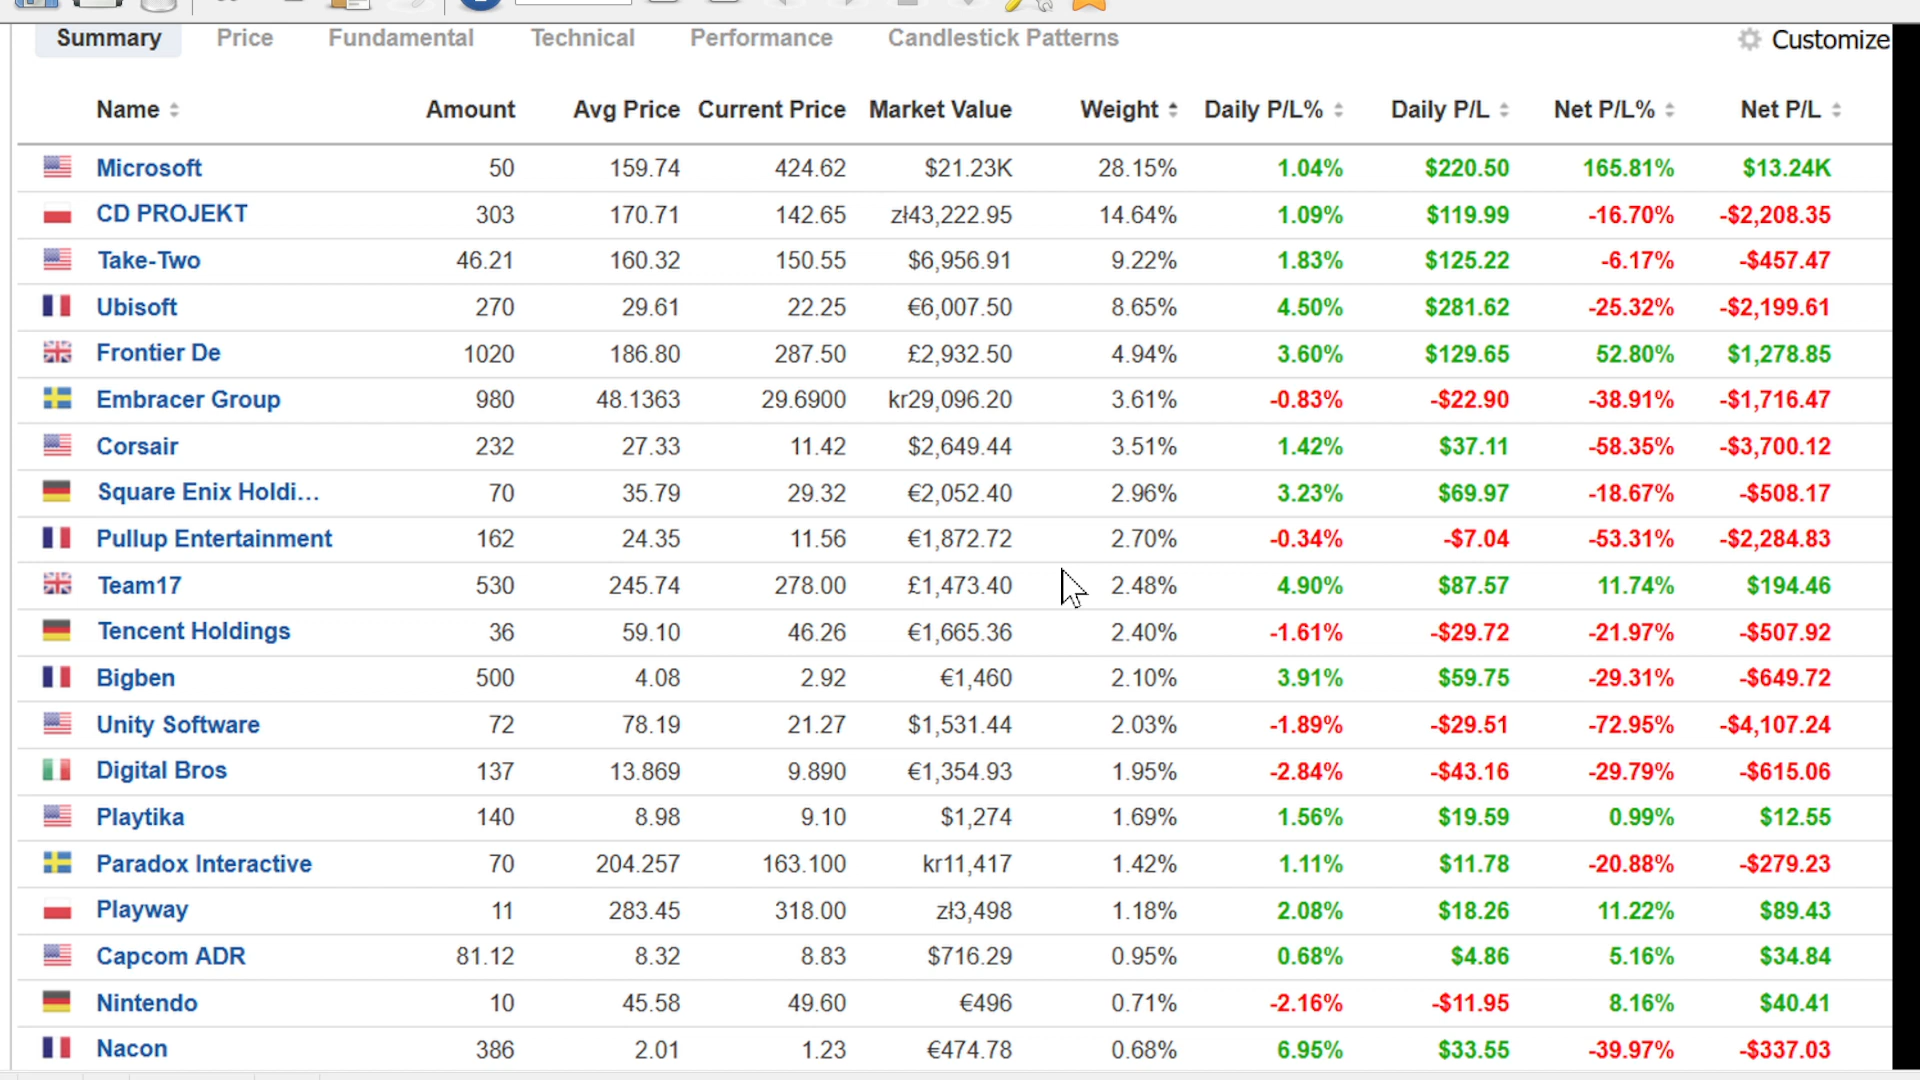 Summary Price Fundamental Technical Performance Candlestick Patterns Customize
Name Amount Avg Price Current Price Market Value Weight Daily P/L% Daily P/L Net P/L% Net P/L
Microsoft 50 159.74 424.62 $21.23K 28.15% 1.04% $220.50 165.81% $13.24K
CD PROJEKT 303 170.71 142.65 zł43,222.95 14.64% 1.09% $119.99 -16.70% -$2,208.35
Take-Two 46.21 160.32 150.55 $6,956.91 9.22% 1.83% $125.22 -6.17% -$457.47
Ubisoft 270 29.61 22.25 €6,007.50 8.65% 4.50% $281.62 -25.32% -$2,199.61
Frontier De 1020 186.80 287.50 £2,932.50 4.94% 3.60% $129.65 52.80% $1,278.85
Embracer Group 980 48.1363 29.6900 kr29,096.20 3.61% -0.83% -$22.90 -38.91% -$1,716.47
Corsair 232 27.33 11.42 $2,649.44 3.51% 1.42% $37.11 -58.35% -$3,700.12
Square Enix Holdi... 70 35.79 29.32 €2,052.40 2.96% 3.23% $69.97 -18.67% -$508.17
Pullup Entertainment 162 24.35 11.56 €1,872.72 2.70% -0.34% -$7.04 -53.31% -$2,284.83
Team17 530 245.74 278.00 £1,473.40 2.48% 4.90% $87.57 11.74% $194.46
Tencent Holdings 36 59.10 46.26 €1,665.36 2.40% -1.61% -$29.72 -21.97% -$507.92
Bigben 500 4.08 2.92 €1,460 2.10% 3.91% $59.75 -29.31% -$649.72
Unity Software 72 78.19 21.27 $1,531.44 2.03% -1.89% -$29.51 -72.95% -$4,107.24
Digital Bros 137 13.869 9.890 €1,354.93 1.95% -2.84% -$43.16 -29.79% -$615.06
Playtika 140 8.98 9.10 $1,274 1.69% 1.56% $19.59 0.99% $12.55
Paradox Interactive 70 204.257 163.100 kr11,417 1.42% 1.11% $11.78 -20.88% -$279.23
Playway 11 283.45 318.00 zł3,498 1.18% 2.08% $18.26 11.22% $89.43
Capcom ADR 81.12 8.32 8.83 $716.29 0.95% 0.68% $4.86 5.16% $34.84
Nintendo 10 45.58 49.60 €496 0.71% -2.16% -$11.95 8.16% $40.41
Nacon 386 2.01 1.23 €474.78 0.68% 6.95% $33.55 -39.97% -$337.03